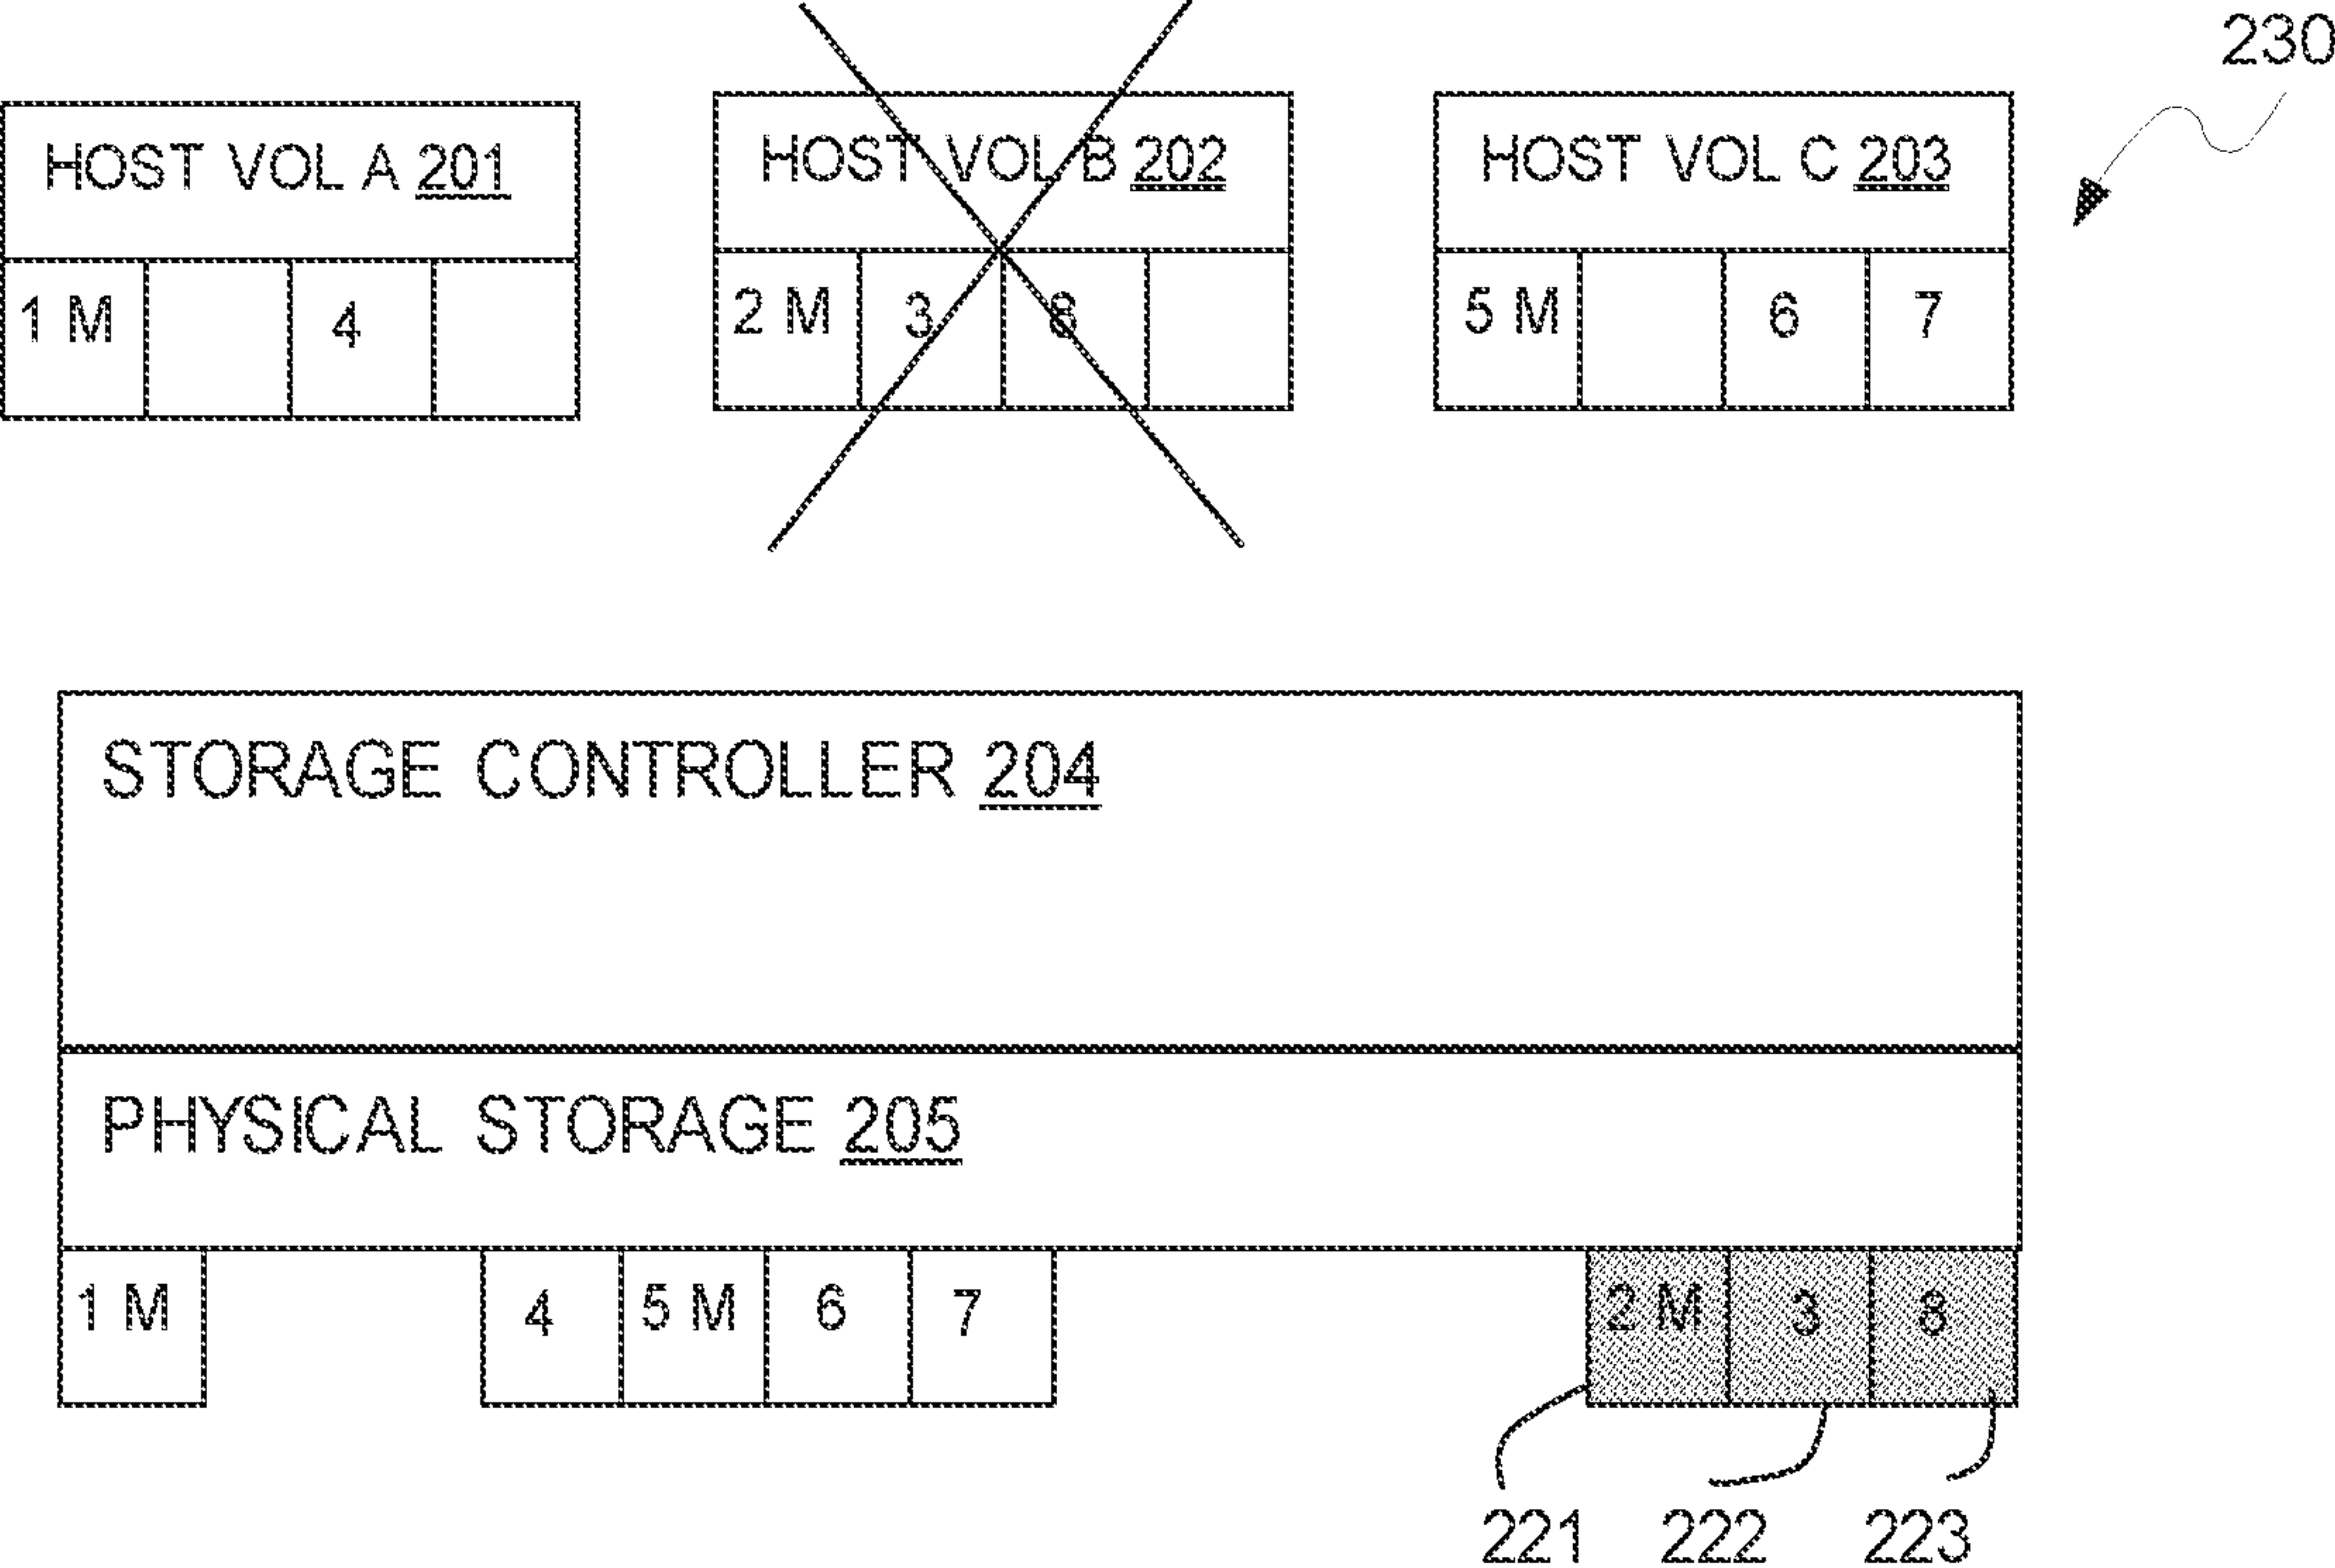 230
HOST VOL A 201
HOST VOL B 202
HOST VOL C 203
1 M 4
2 M 3 8
5 M 6 7
STORAGE CONTROLLER 204
PHYSICAL STORAGE 205
1 M 4 5 M 6 7 2 M 3 8
221 222 223